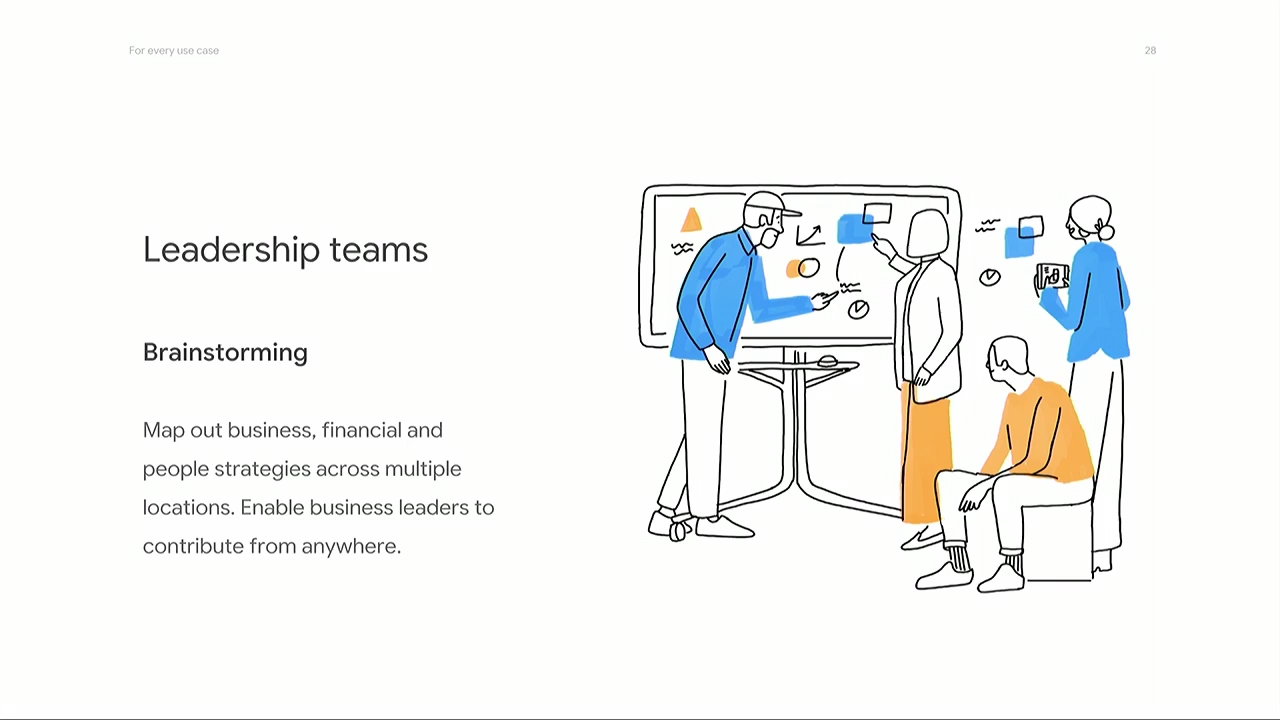 For every use case
28
Leadership teams
Brainstorming
Map out business, financial and
people strategies across multiple
locations. Enable business leaders to
contribute from anywhere.